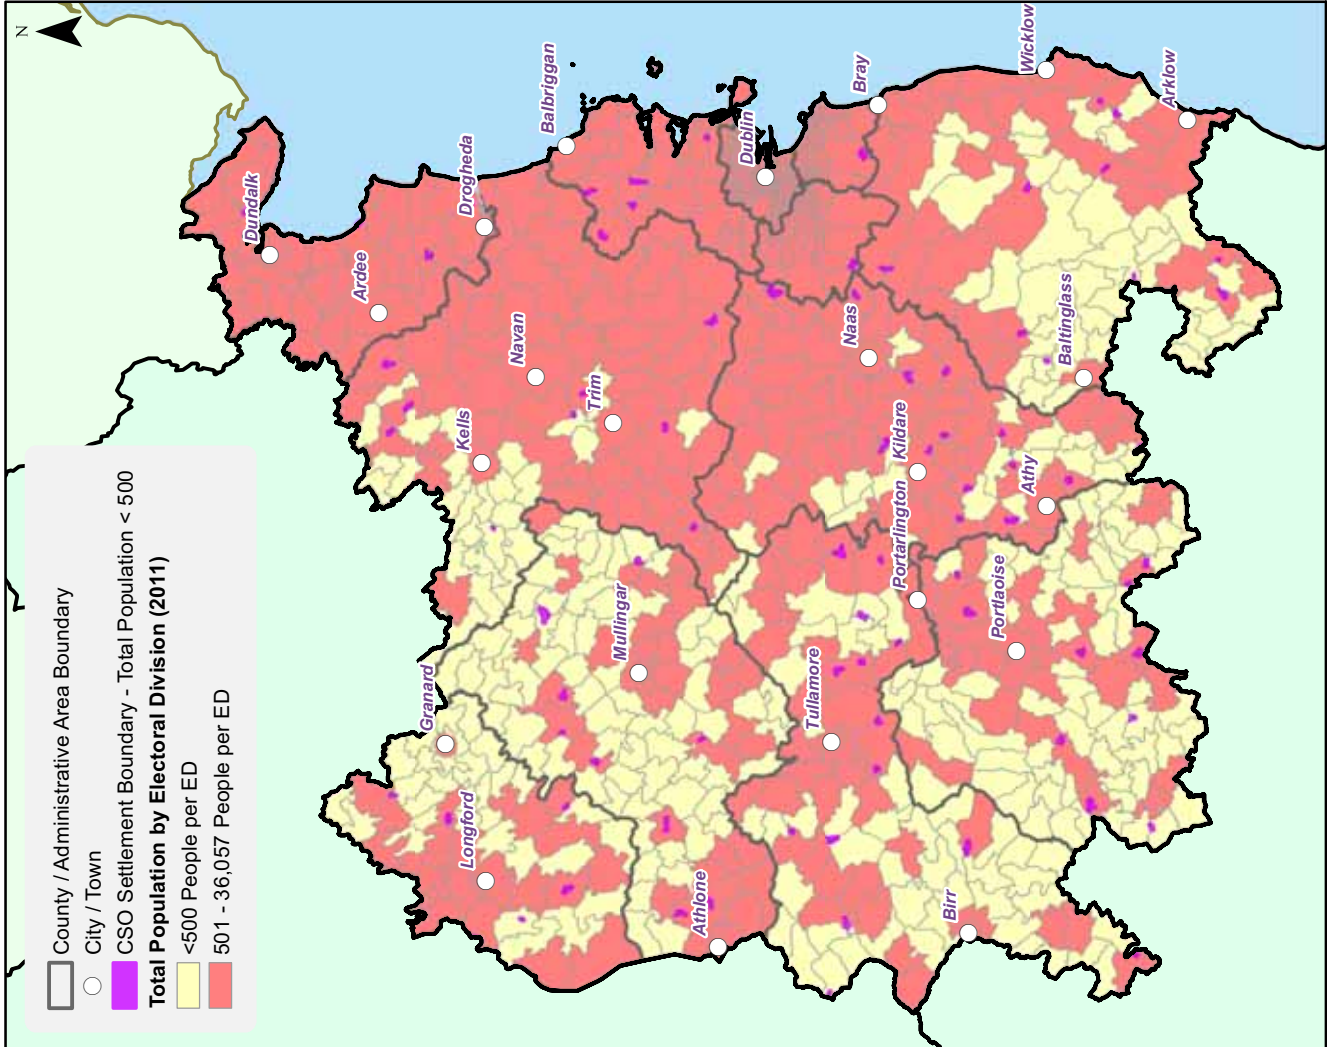 N
County / Administrative Area Boundary
City / Town
CSO Settlement Boundary - Total Population < 500
Total Population by Electoral Division (2011)
<500 People per ED
501 - 36,057 People per ED
Dundalk
Ardee
Drogheda
Balbriggan
Navan
Kells
Trim
Granard
Longford
Mullingar
Athlone
Dublin
Bray
Naas
Kildare
Portarlington
Tullamore
Birr
Portlaoise
Athy
Baltinglass
Wicklow
Arklow